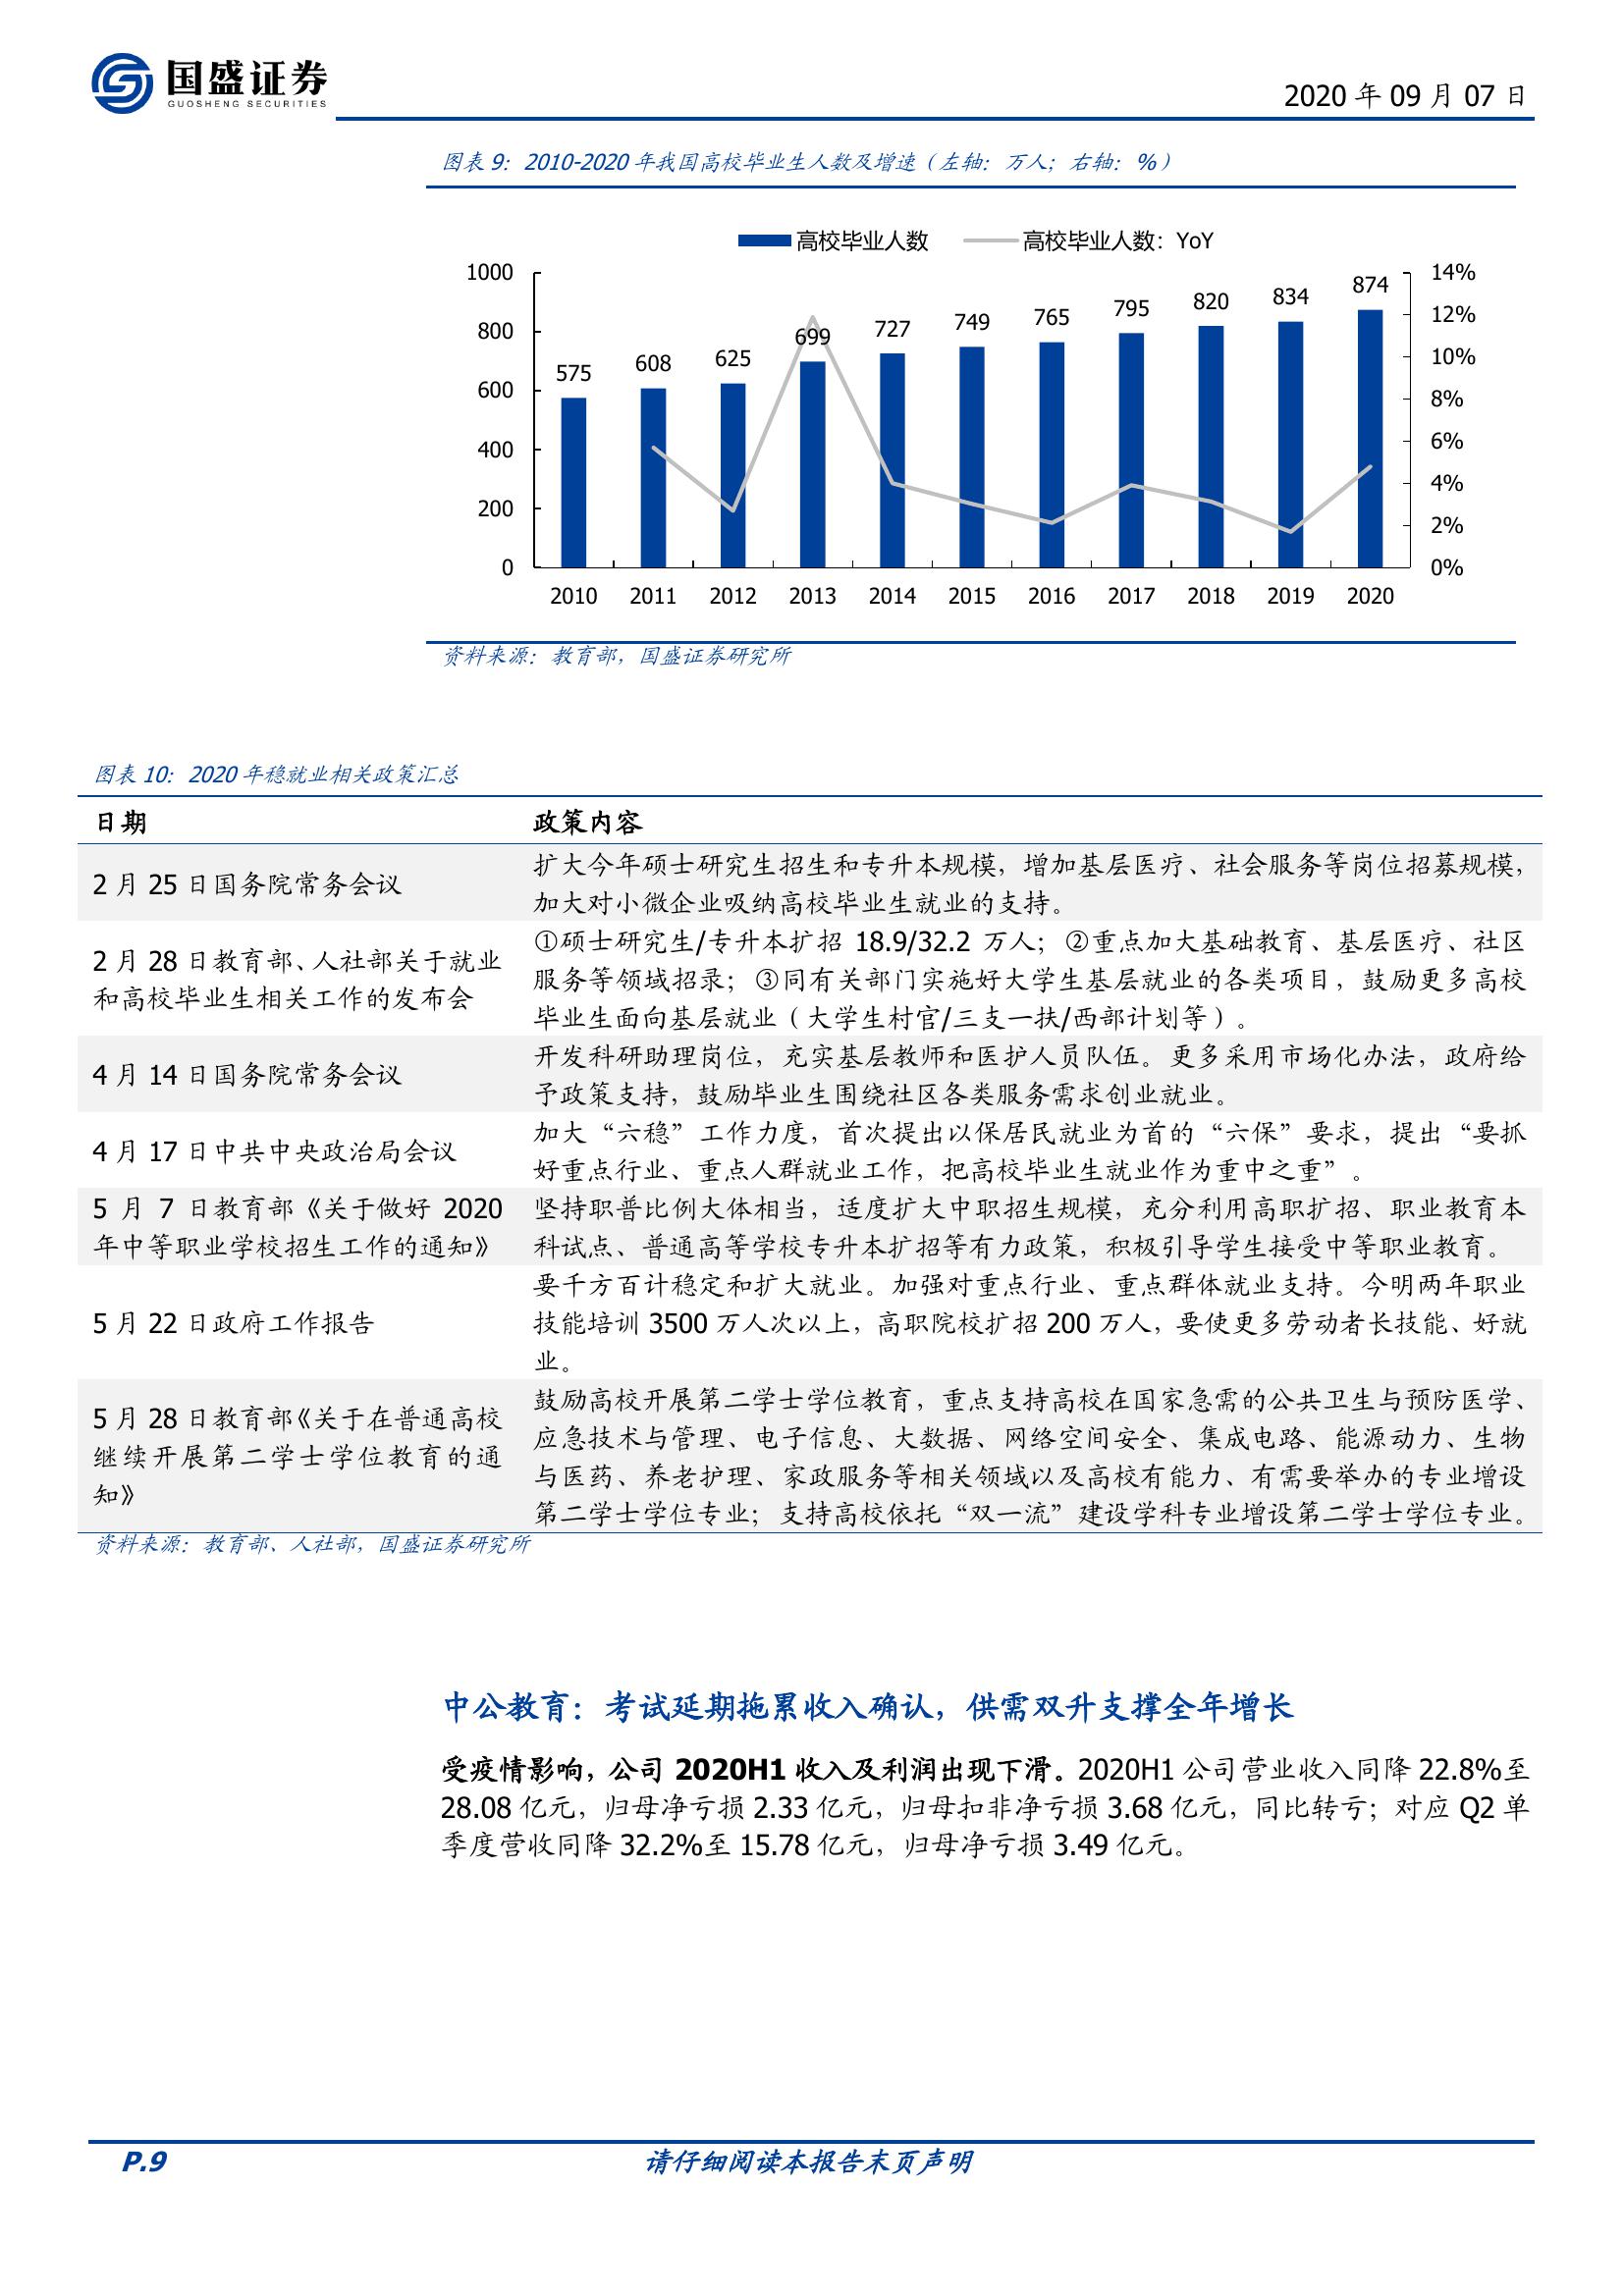 国盛证券
GUOSHENG SECURITIES
2020 年 09 月 07 日
图表 9：2010-2020 年我国高校毕业生人数及增速（左轴：万人；右轴：%）
高校毕业人数
高校毕业人数：YoY
1000
800
600
400
200
0
575
608
625
699
727
749
765
795
820
834
874
14%
12%
10%
8%
6%
4%
2%
0%
2010
2011
2012
2013
2014
2015
2016
2017
2018
2019
2020
资料来源：教育部，国盛证券研究所
图表 10：2020 年稳就业相关政策汇总
日期
政策内容
2 月 25 日国务院常务会议
扩大今年硕士研究生招生和专升本规模，增加基层医疗、社会服务等岗位招募规模，
加大对小微企业吸纳高校毕业生就业的支持。
2 月 28 日教育部、人社部关于就业
和高校毕业生相关工作的发布会
①硕士研究生/专升本扩招 18.9/32.2 万人；②重点加大基础教育、基层医疗、社区
服务等领域招录；③同有关部门实施好大学生基层就业的各类项目，鼓励更多高校
毕业生面向基层就业（大学生村官/三支一扶/西部计划等）。
4 月 14 日国务院常务会议
开发科研助理岗位，充实基层教师和医护人员队伍。更多采用市场化办法，政府给
予政策支持，鼓励毕业生围绕社区各类服务需求创业就业。
4 月 17 日中共中央政治局会议
加大“六稳”工作力度，首次提出以保居民就业为首的“六保”要求，提出“要抓
好重点行业、重点人群就业工作，把高校毕业生就业作为重中之重”。
5 月 7 日教育部《关于做好 2020
年中等职业学校招生工作的通知》
坚持职普比例大体相当，适度扩大中职招生规模，充分利用高职扩招、职业教育本
科试点、普通高等学校专升本扩招等有力政策，积极引导学生接受中等职业教育。
5 月 22 日政府工作报告
要千方百计稳定和扩大就业。加强对重点行业、重点群体就业支持。今明两年职业
技能培训 3500 万人次以上，高职院校扩招 200 万人，要使更多劳动者长技能、好就
业。
5 月 28 日教育部《关于在普通高校
继续开展第二学士学位教育的通
知》
鼓励高校开展第二学士学位教育，重点支持高校在国家急需的公共卫生与预防医学、
应急技术与管理、电子信息、大数据、网络空间安全、集成电路、能源动力、生物
与医药、养老护理、家政服务等相关领域以及高校有能力、有需要举办的专业增设
第二学士学位专业；支持高校依托“双一流”建设学科专业增设第二学士学位专业。
资料来源：教育部、人社部，国盛证券研究所
中公教育：考试延期拖累收入确认，供需双升支撑全年增长
受疫情影响，公司 2020H1 收入及利润出现下滑。2020H1 公司营业收入同降 22.8%至
28.08 亿元，归母净亏损 2.33 亿元，归母扣非净亏损 3.68 亿元，同比转亏；对应 Q2 单
季度营收同降 32.2%至 15.78 亿元，归母净亏损 3.49 亿元。
P.9
请仔细阅读本报告末页声明